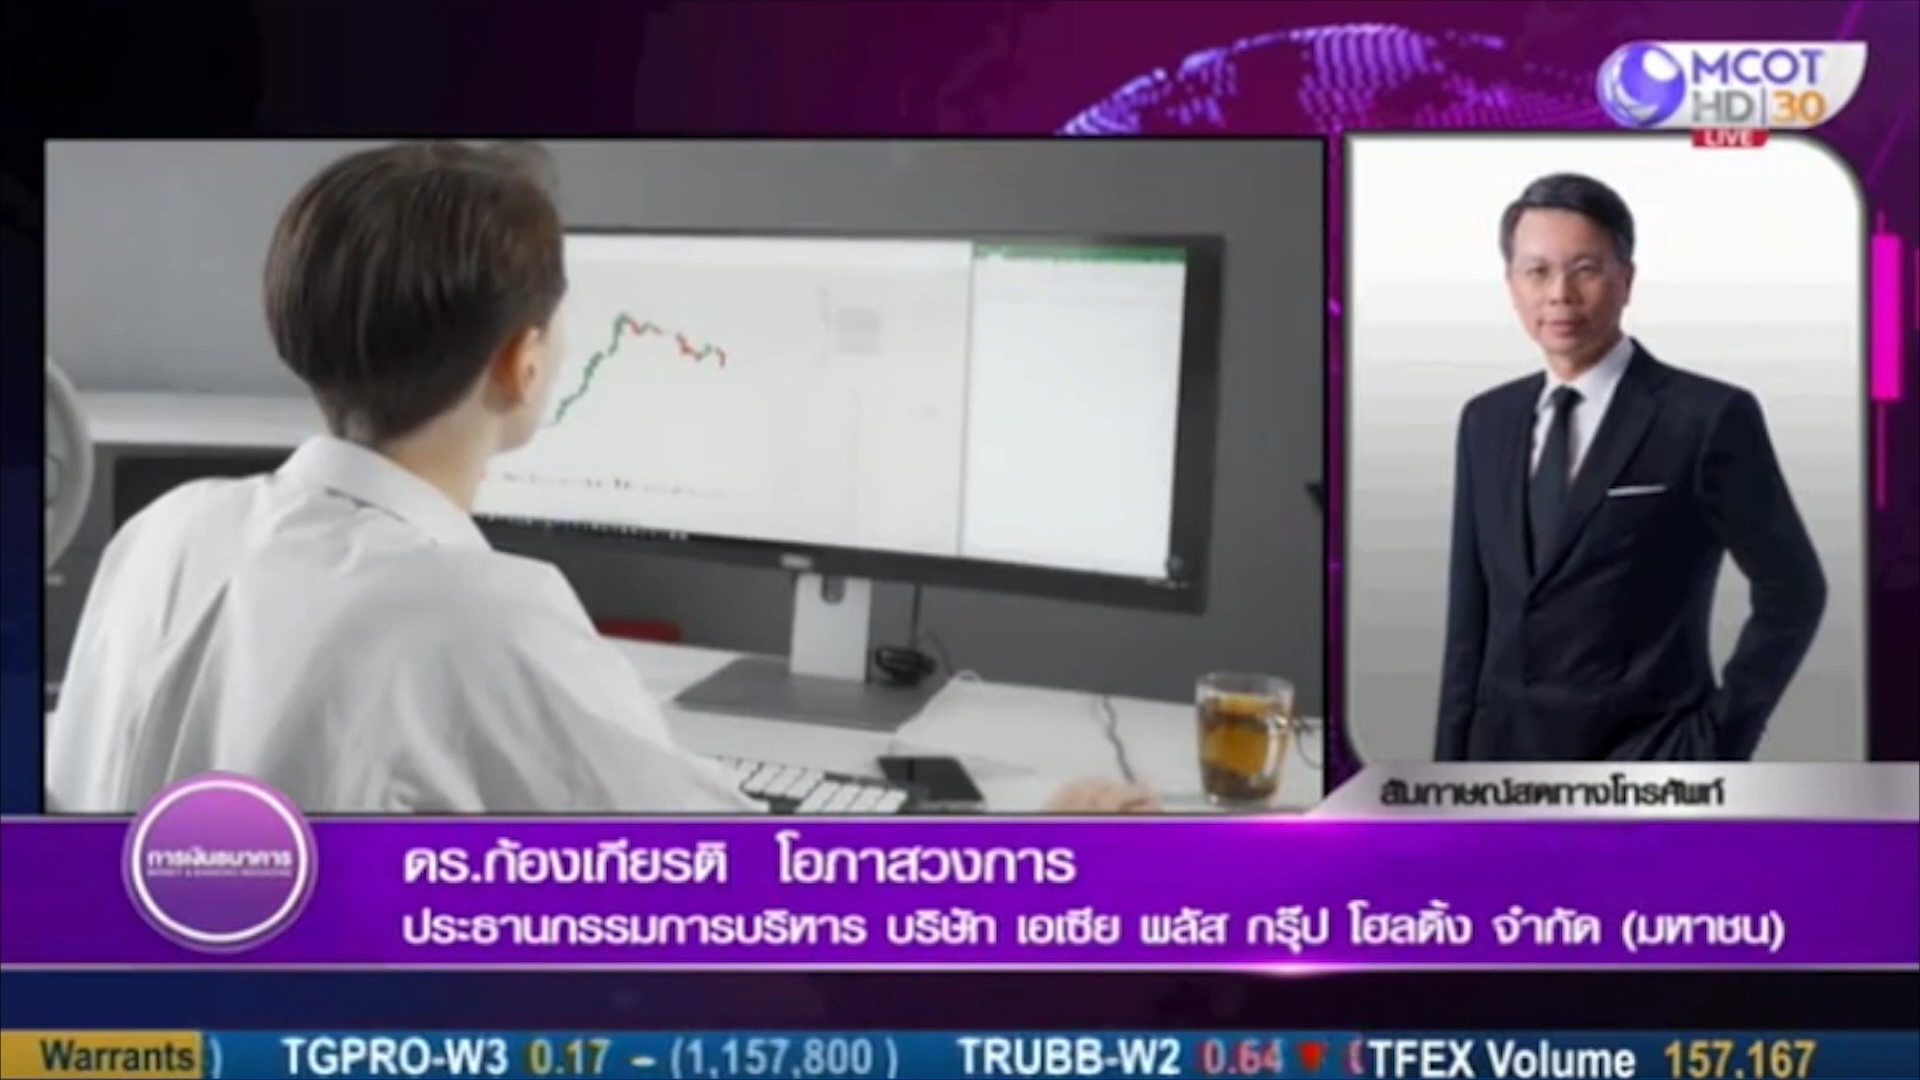 MCOT
HD|30
LIVE
สัมภาษณ์สดทางโทรศัพท์
การเงินธนาคาร
MONEY & BANKING MAGAZINE
ดร.ก้องเกียรติ โอภาสวงการ
ประธานกรรมการบริหาร บริษัท เอเซีย พลัส กรุ๊ป โฮลดิ้ง จำกัด (มหาชน)
Warrants ) TGPRO-W3 0.17 – (1,157,800 ) TRUBB-W2 0.64 ▼ ( TFEX Volume 157,167